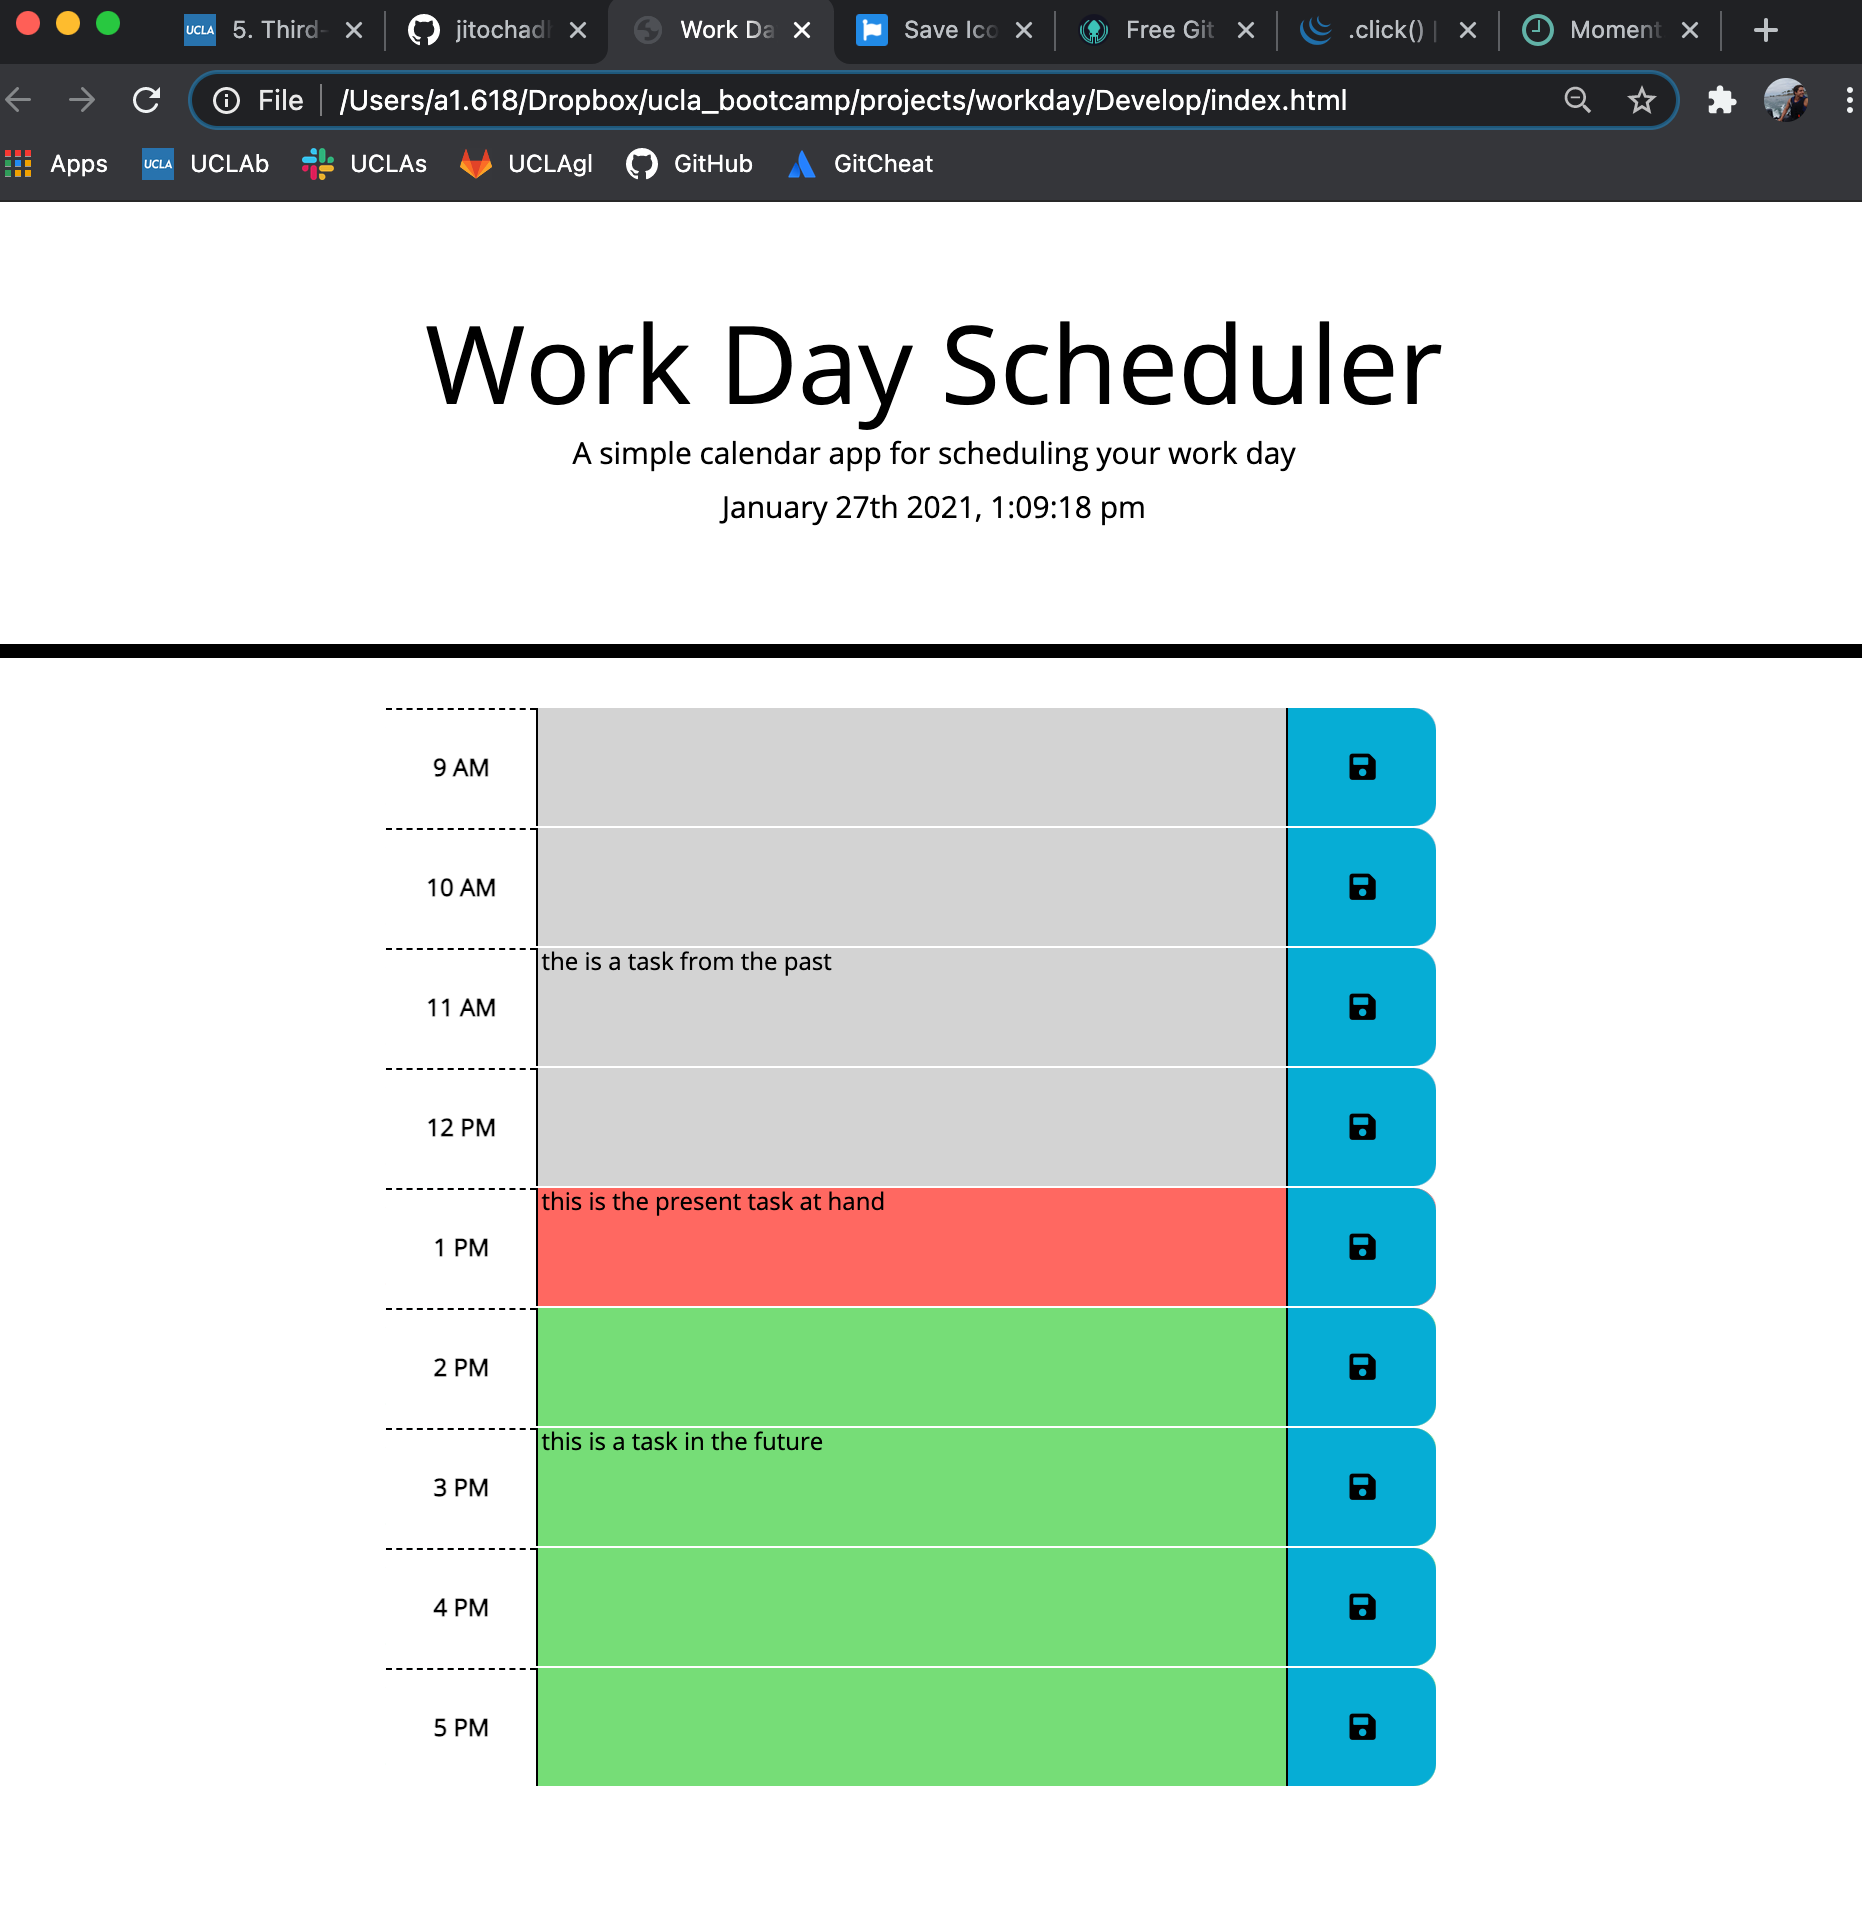 UCLA 5. Third- jitochadh Work Da Save Ico Free Git .click() | Moment
File /Users/a1.618/Dropbox/ucla_bootcamp/projects/workday/Develop/index.html
Apps UCLA UCLAb UCLAs UCLAgl GitHub GitCheat
Work Day Scheduler
A simple calendar app for scheduling your work day
January 27th 2021, 1:09:18 pm
9 AM
10 AM
the is a task from the past
11 AM
12 PM
this is the present task at hand
1 PM
2 PM
this is a task in the future
3 PM
4 PM
5 PM